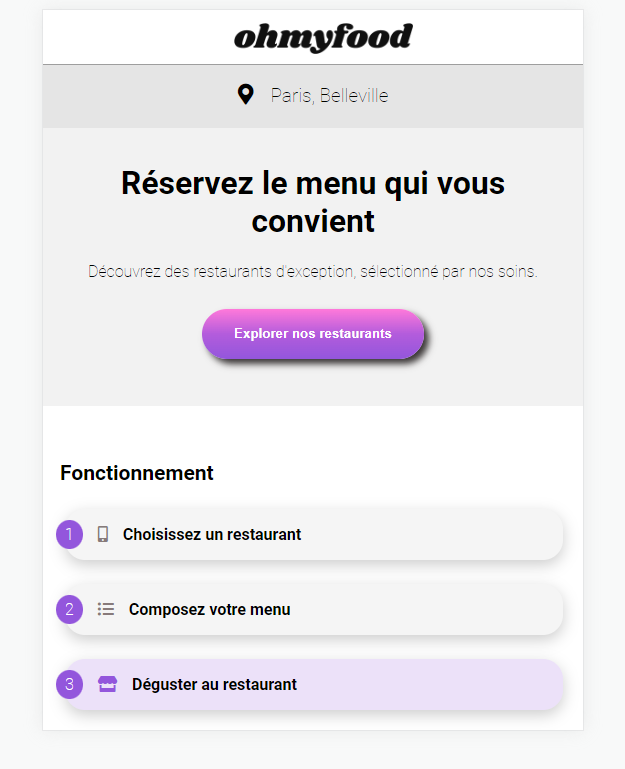 ohmyfood
Paris, Belleville
Réservez le menu qui vous
convient
Découvrez des restaurants d'exception, sélectionné par nos soins.
Explorer nos restaurants
Fonctionnement
1 Choisissez un restaurant
2 Composez votre menu
3 Déguster au restaurant